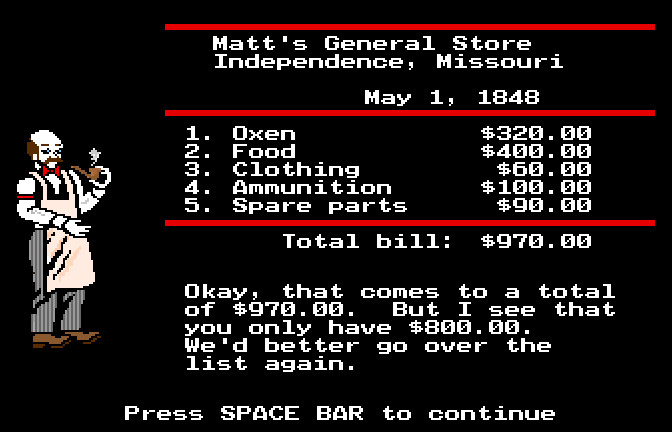 Matt's General Store
Independence, Missouri
May 1, 1848
1. Oxen $320.00
2. Food $400.00
3. Clothing $60.00
4. Ammunition $100.00
5. Spare parts $90.00
Total bill: $970.00
Okay, that comes to a total
of $970.00. But I see that
you only have $800.00.
We'd better go over the
list again.
Press SPACE BAR to continue